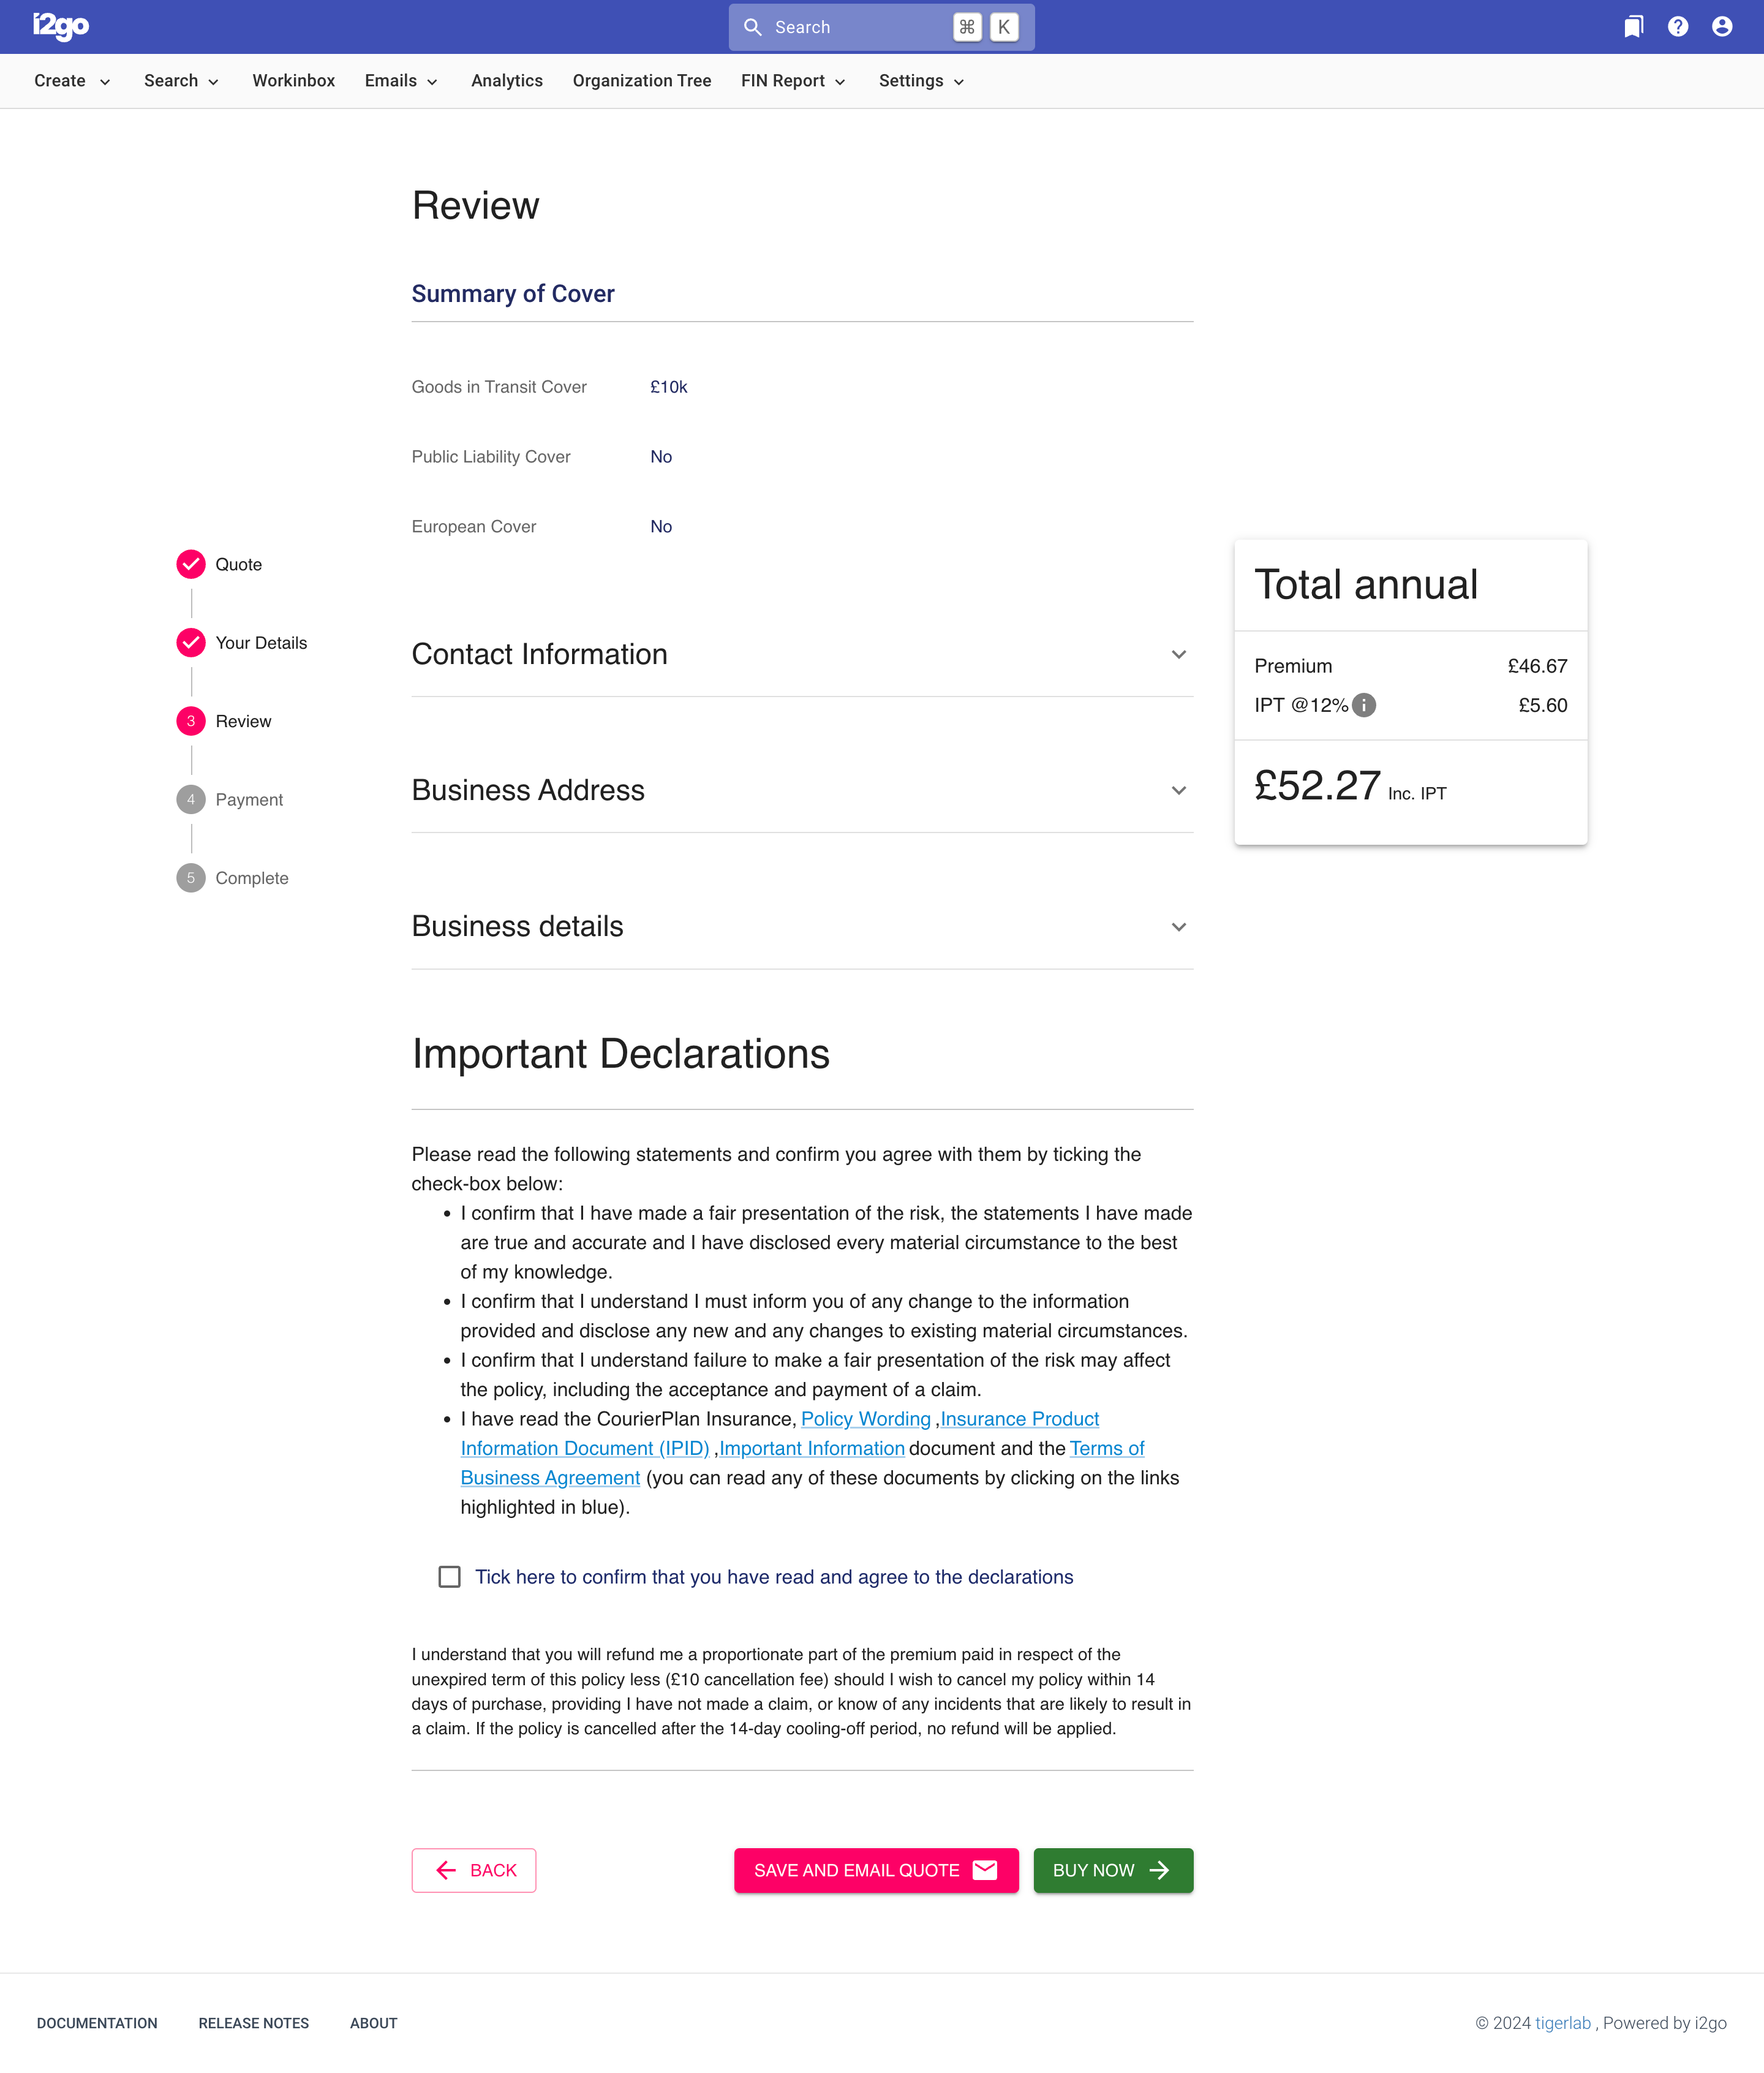 i2go
Search
⌘ K
Create
Search
Workinbox
Emails
Analytics
Organization Tree
FIN Report
Settings
Review
Summary of Cover
Goods in Transit Cover £10k
Public Liability Cover No
European Cover No
Quote
Your Details
3 Review
4 Payment
5 Complete
Contact Information
Business Address
Business details
Total annual
Premium £46.67
IPT @12% i £5.60
£52.27 Inc. IPT
Important Declarations
Please read the following statements and confirm you agree with them by ticking the
check-box below:
• I confirm that I have made a fair presentation of the risk, the statements I have made
are true and accurate and I have disclosed every material circumstance to the best
of my knowledge.
• I confirm that I understand I must inform you of any change to the information
provided and disclose any new and any changes to existing material circumstances.
• I confirm that I understand failure to make a fair presentation of the risk may affect
the policy, including the acceptance and payment of a claim.
• I have read the CourierPlan Insurance, Policy Wording ,Insurance Product
Information Document (IPID) ,Important Information document and the Terms of
Business Agreement (you can read any of these documents by clicking on the links
highlighted in blue).
Tick here to confirm that you have read and agree to the declarations
I understand that you will refund me a proportionate part of the premium paid in respect of the
unexpired term of this policy less (£10 cancellation fee) should I wish to cancel my policy within 14
days of purchase, providing I have not made a claim, or know of any incidents that are likely to result in
a claim. If the policy is cancelled after the 14-day cooling-off period, no refund will be applied.
BACK
SAVE AND EMAIL QUOTE
BUY NOW
DOCUMENTATION
RELEASE NOTES
ABOUT
© 2024 tigerlab , Powered by i2go